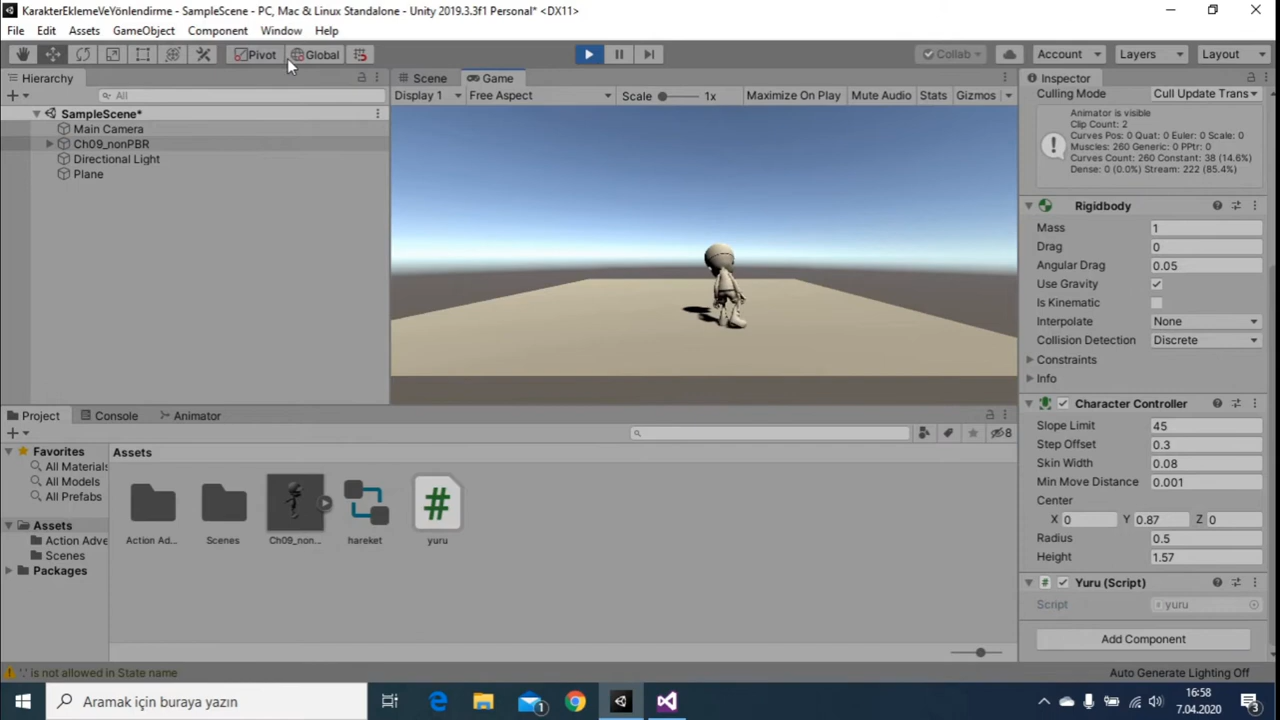 KarakterEklemeVeYönlendirme - SampleScene - PC, Mac & Linux Standalone - Unity 2019.3.3f1 Personal* <DX11>
File Edit Assets GameObject Component Window Help
Pivot Global Collab Account Layers Layout
Hierarchy
All
SampleScene*
Main Camera
Ch09_nonPBR
Directional Light
Plane
Scene Game
Display 1 Free Aspect Scale 1x Maximize On Play Mute Audio Stats Gizmos
Inspector
Culling Mode Cull Update Trans
Animator is visible
Clip Count: 2
Curves Pos: 0 Quat: 0 Euler: 0 Scale: 0
Muscles: 260 Generic: 0 PPtr: 0
Curves Count: 260 Constant: 38 (14.6%)
Dense: 0 (0.0%) Stream: 222 (85.4%)
Rigidbody
Mass 1
Drag 0
Angular Drag 0.05
Use Gravity
Is Kinematic
Interpolate None
Collision Detection Discrete
Constraints
Info
Character Controller
Slope Limit 45
Step Offset 0.3
Skin Width 0.08
Min Move Distance 0.001
Center
X 0 Y 0.87 Z 0
Radius 0.5
Height 1.57
# Yuru (Script)
Script yuru
Add Component
Project Console Animator
8
Favorites
All Materials
All Models
All Prefabs
Assets
Action Adve
Scenes
Packages
Assets
Action Ad... Scenes Ch09_non... hareket yuru
#
'.' is not allowed in State name
Auto Generate Lighting Off
Aramak için buraya yazın
1
16:58
7.04.2020
3